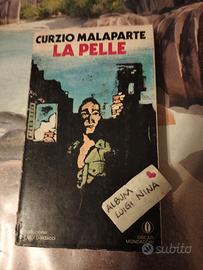 CURZIO MALAPARTE
LA PELLE
ALBUM
LUIGI NINA
OSCAR
MONDADORI
subito